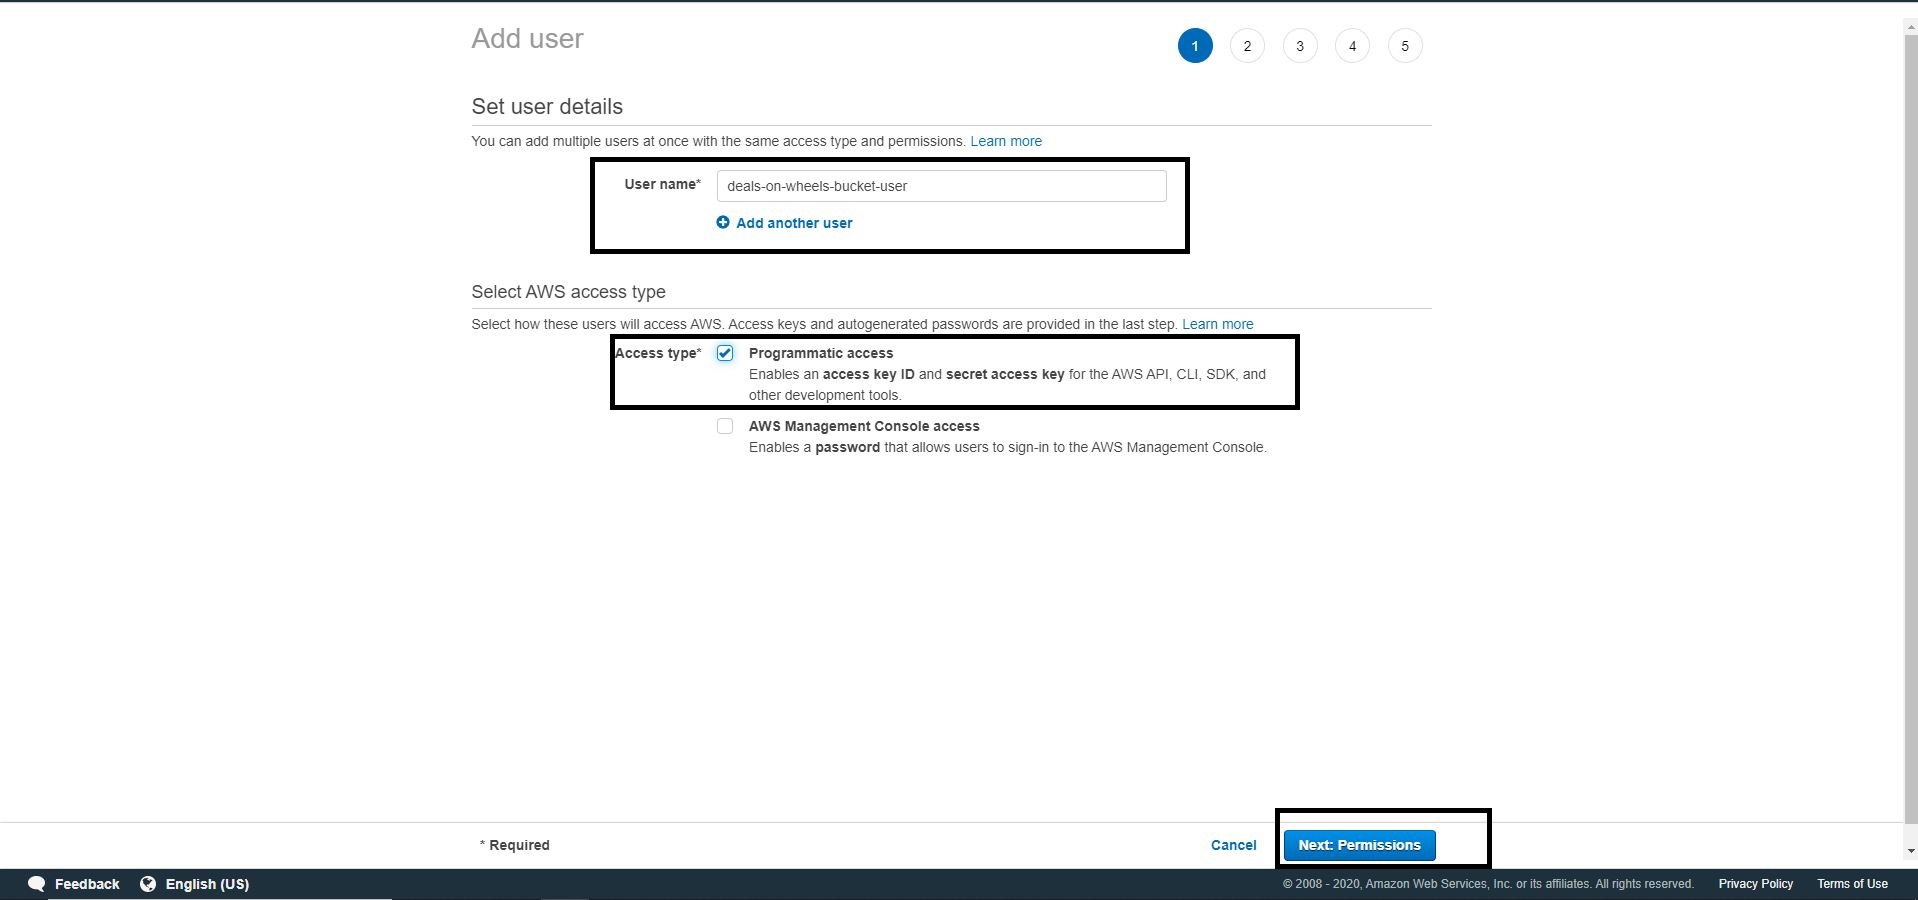 Add user
1 2 3 4 5
Set user details
You can add multiple users at once with the same access type and permissions. Learn more
User name* deals-on-wheels-bucket-user
Add another user
Select AWS access type
Select how these users will access AWS. Access keys and autogenerated passwords are provided in the last step. Learn more
Access type* Programmatic access
Enables an access key ID and secret access key for the AWS API, CLI, SDK, and
other development tools.
AWS Management Console access
Enables a password that allows users to sign-in to the AWS Management Console.
* Required Cancel Next: Permissions
Feedback English (US) © 2008 - 2020, Amazon Web Services, Inc. or its affiliates. All rights reserved. Privacy Policy Terms of Use